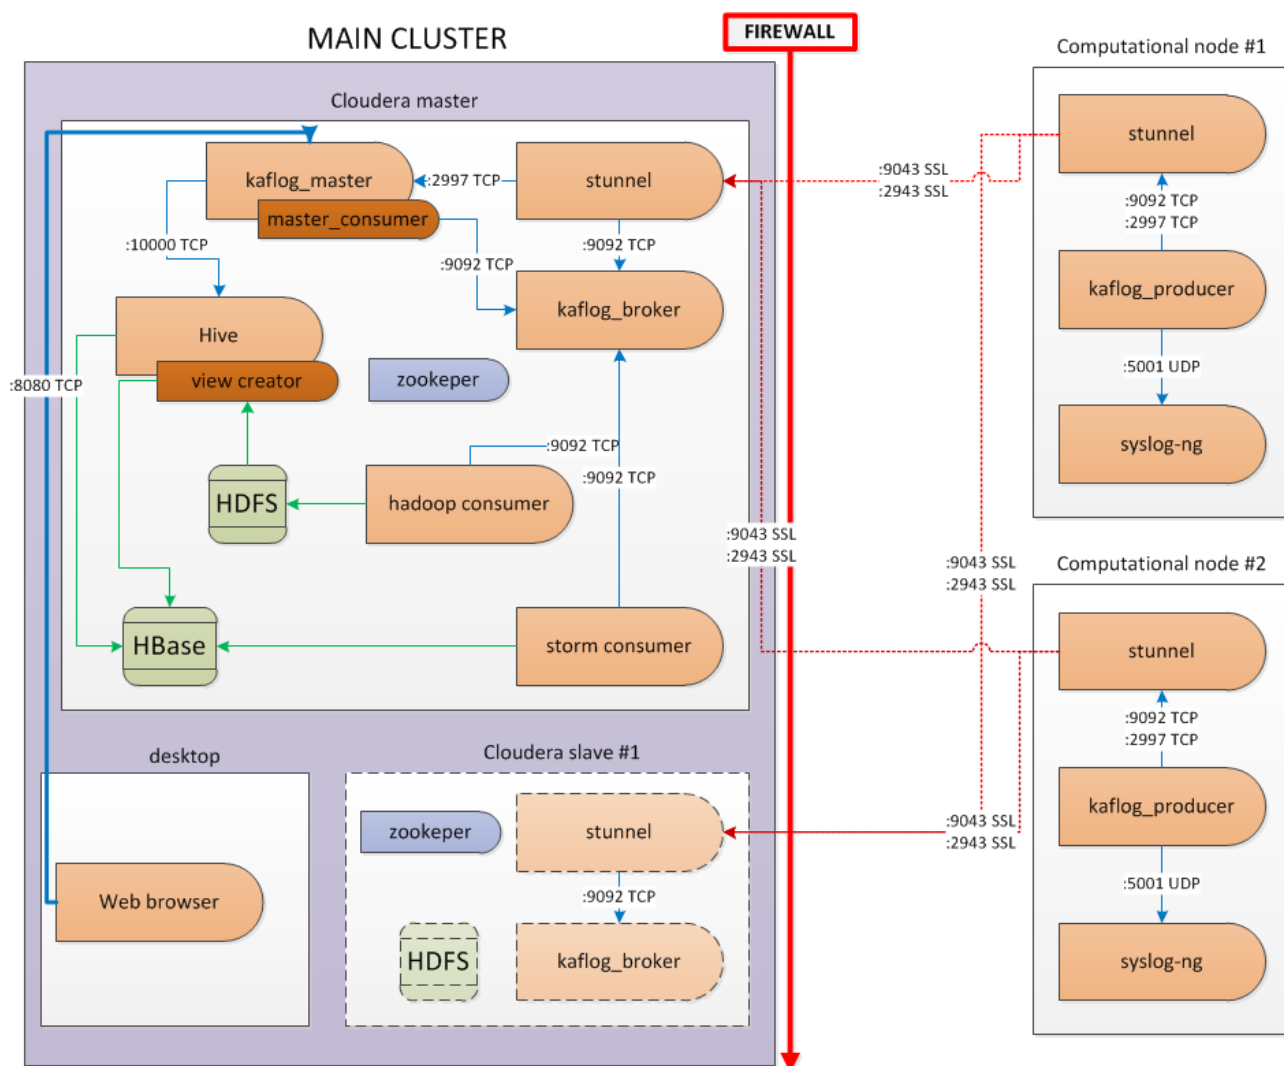 MAIN CLUSTER
FIREWALL
Computational node #1
Cloudera master
kaflog_master
:2997 TCP
stunnel
master_consumer
:10000 TCP
:9092 TCP
:9092 TCP
kaflog_broker
Hive
view creator
zookeper
:8080 TCP
:9092 TCP
:9092 TCP
HDFS
hadoop consumer
HBase
storm consumer
:9043 SSL
:2943 SSL
:9043 SSL
:2943 SSL
:9043 SSL
:2943 SSL
:9043 SSL
:2943 SSL
stunnel
:9092 TCP
:2997 TCP
kaflog_producer
:5001 UDP
syslog-ng
Computational node #2
stunnel
:9092 TCP
:2997 TCP
kaflog_producer
:5001 UDP
syslog-ng
desktop
Web browser
Cloudera slave #1
zookeper
stunnel
:9092 TCP
HDFS
kaflog_broker